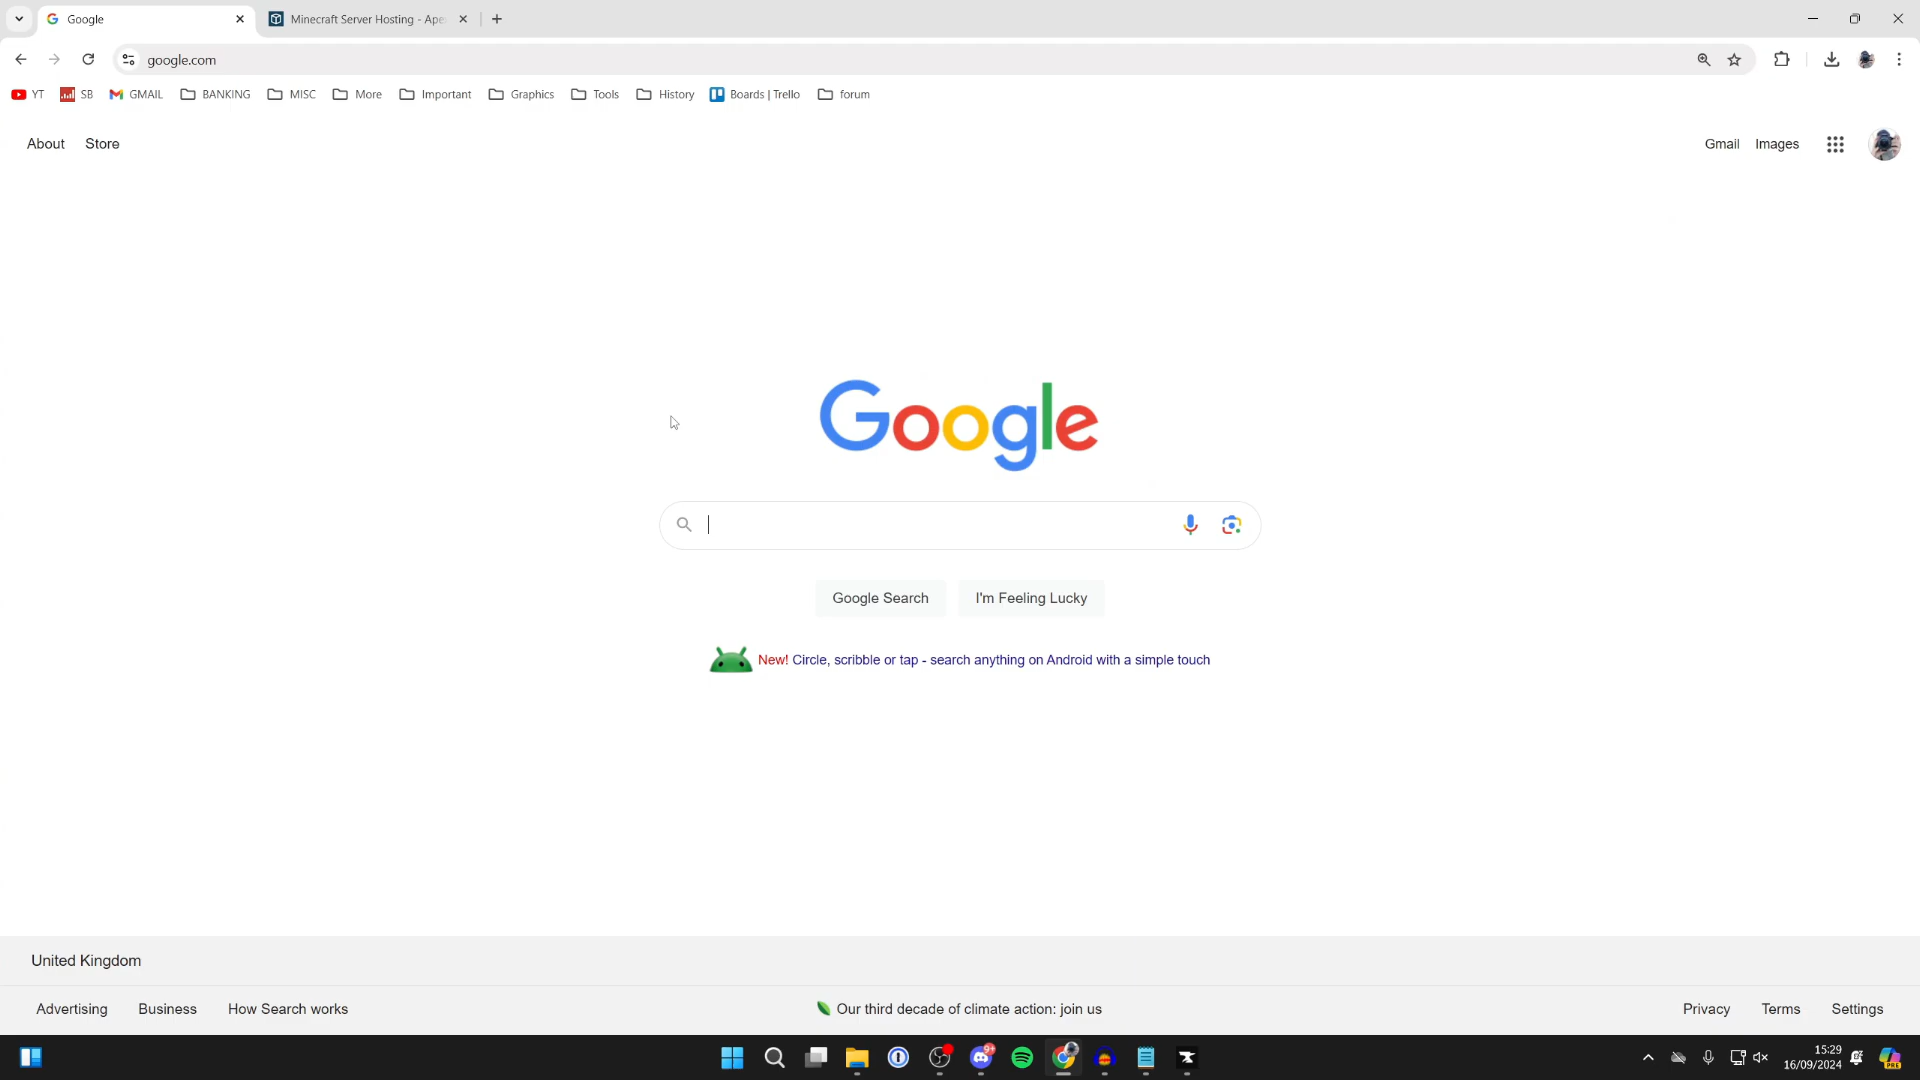 Google
Minecraft Server Hosting - Ape
google.com
YT
SB
GMAIL
BANKING
MISC
More
Important
Graphics
Tools
History
Boards | Trello
forum
About
Store
Gmail
Images
Google
Google Search
I'm Feeling Lucky
New! Circle, scribble or tap - search anything on Android with a simple touch
United Kingdom
Advertising
Business
How Search works
Our third decade of climate action: join us
Privacy
Terms
Settings
9+
15:29
16/09/2024
PRE